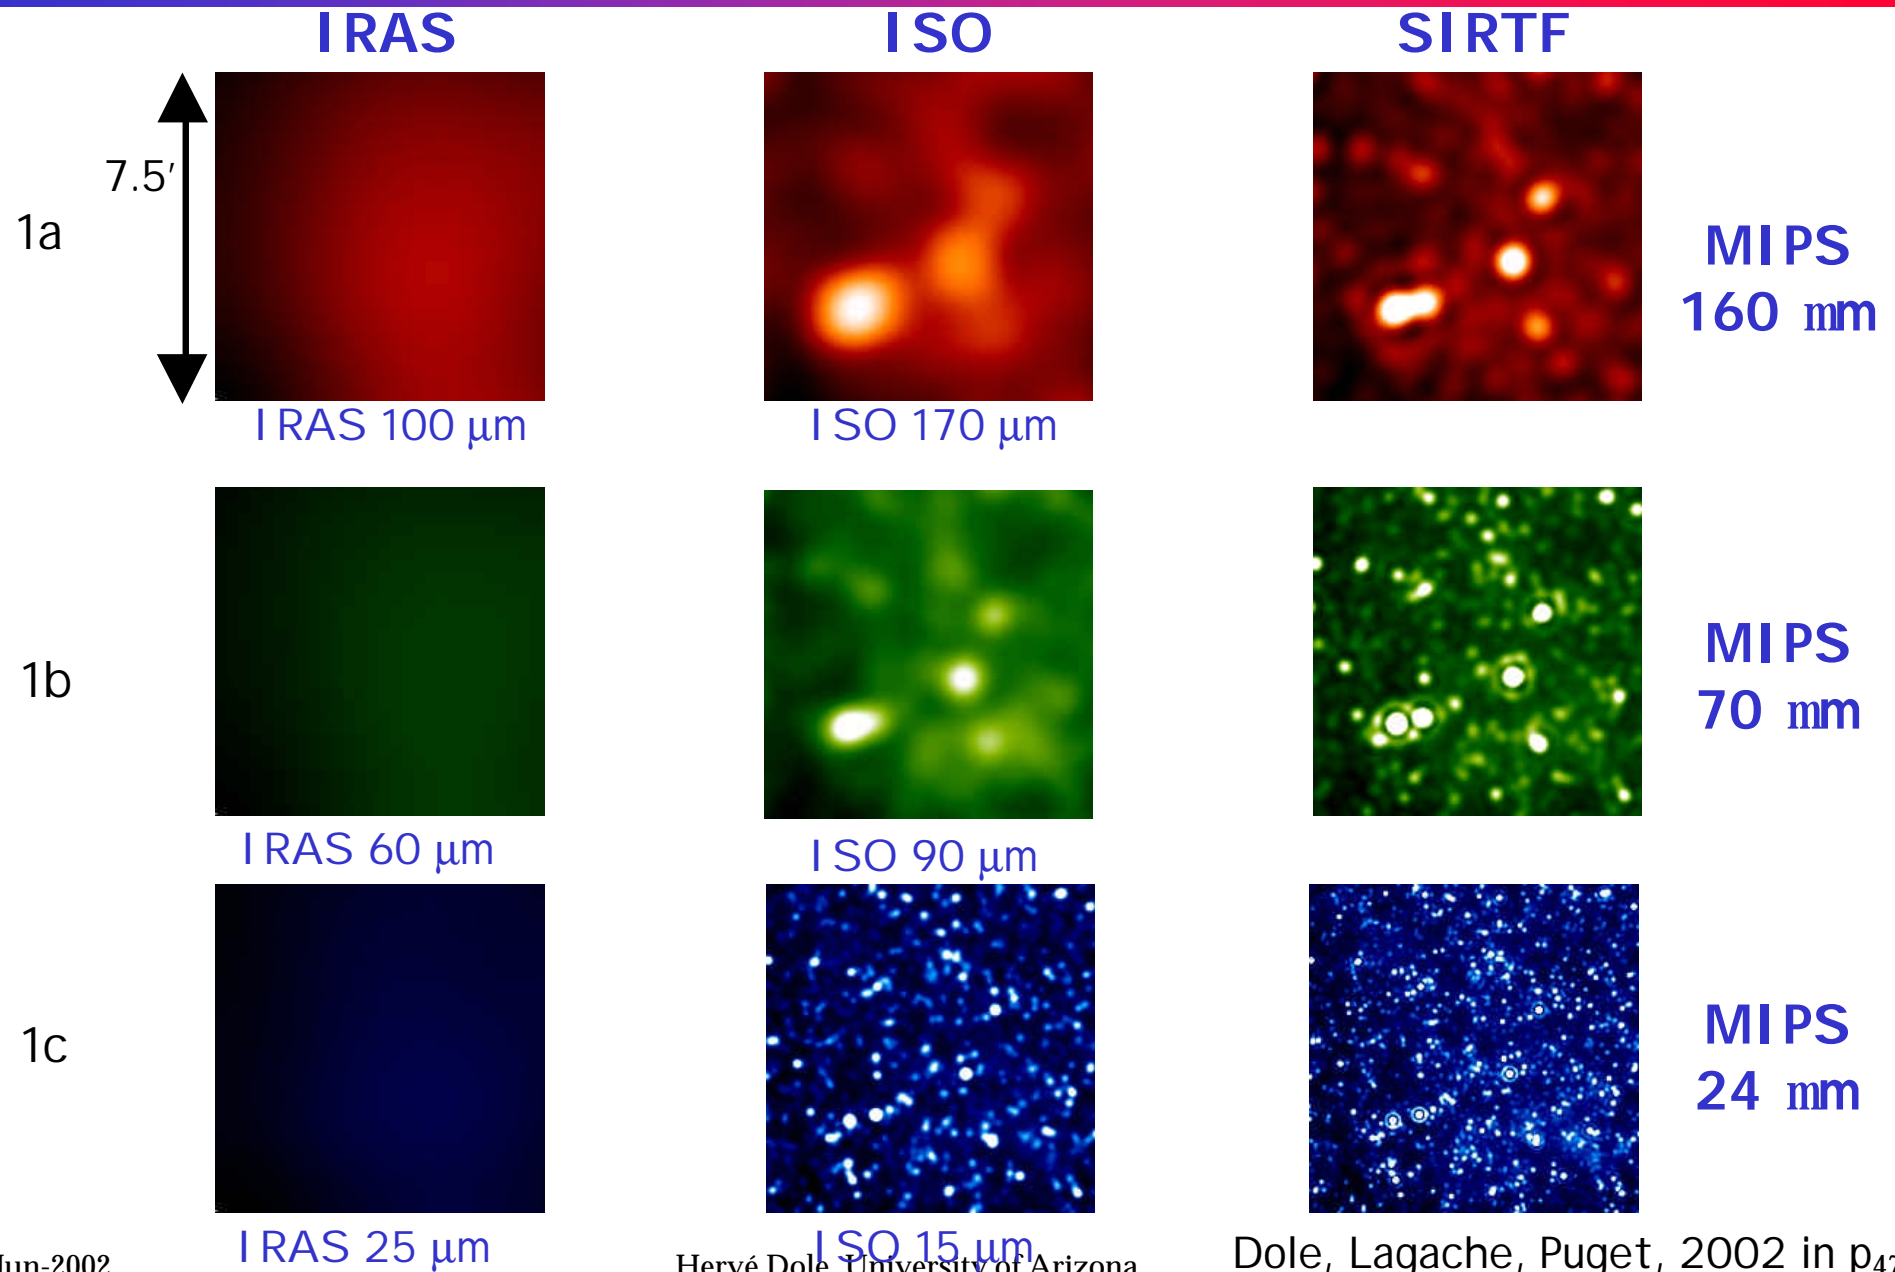 IRAS ISO SIRTF
7.5′
1a
MIPS
160 mm
IRAS 100 μm ISO 170 μm
1b
MIPS
70 mm
IRAS 60 μm ISO 90 μm
1c
MIPS
24 mm
IRAS 25 μm ISO 15 μm
Jun-2002 Hervé Dole, University of Arizona Dole, Lagache, Puget, 2002 in p